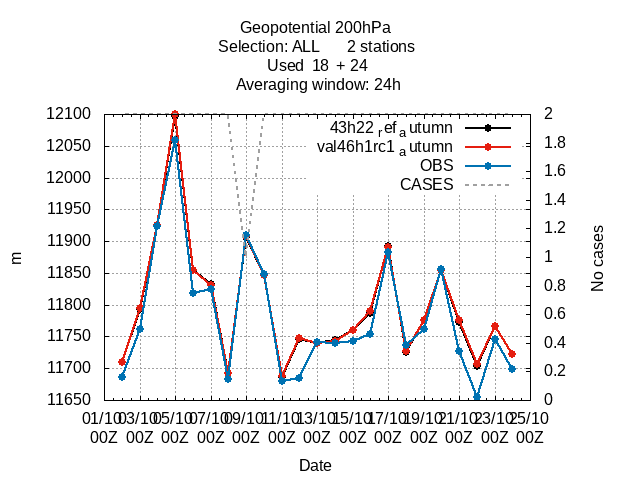 Geopotential 200hPa
Selection: ALL 2 stations
Used 18 + 24
Averaging window: 24h
43h22_ref_autumn
val46h1rc1_autumn
OBS
CASES
12100
12050
12000
11950
11900
11850
11800
11750
11700
11650
m
2
1.8
1.6
1.4
1.2
1
0.8
0.6
0.4
0.2
0
No cases
01/10 03/10 05/10 07/10 09/10 11/10 13/10 15/10 17/10 19/10 21/10 23/10 25/10
00Z 00Z 00Z 00Z 00Z 00Z 00Z 00Z 00Z 00Z 00Z 00Z 00Z
Date